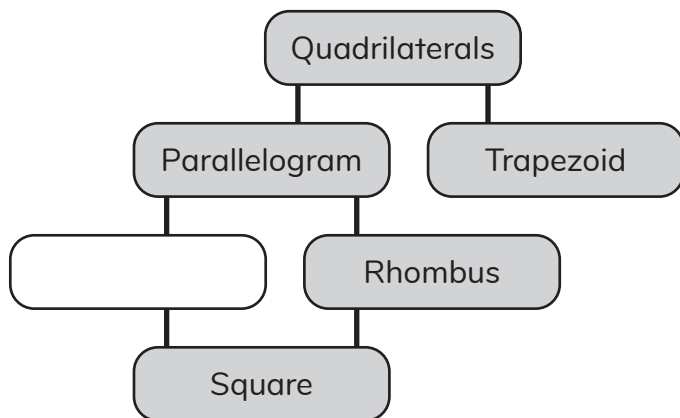 Quadrilaterals
Parallelogram
Trapezoid
Rhombus
Square